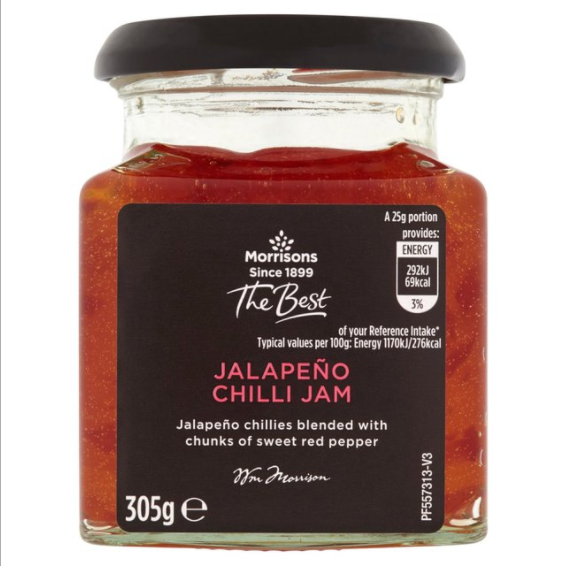 A 25g portion
provides:
ENERGY
292kJ
69kcal
3%
of your Reference Intake*
Typical values per 100g: Energy 1170kJ/276kcal
Morrisons
Since 1899
The Best
JALAPEÑO
CHILLI JAM
Jalapeño chillies blended with
chunks of sweet red pepper
Wm Morrison
305g ℮
PF557313-V3